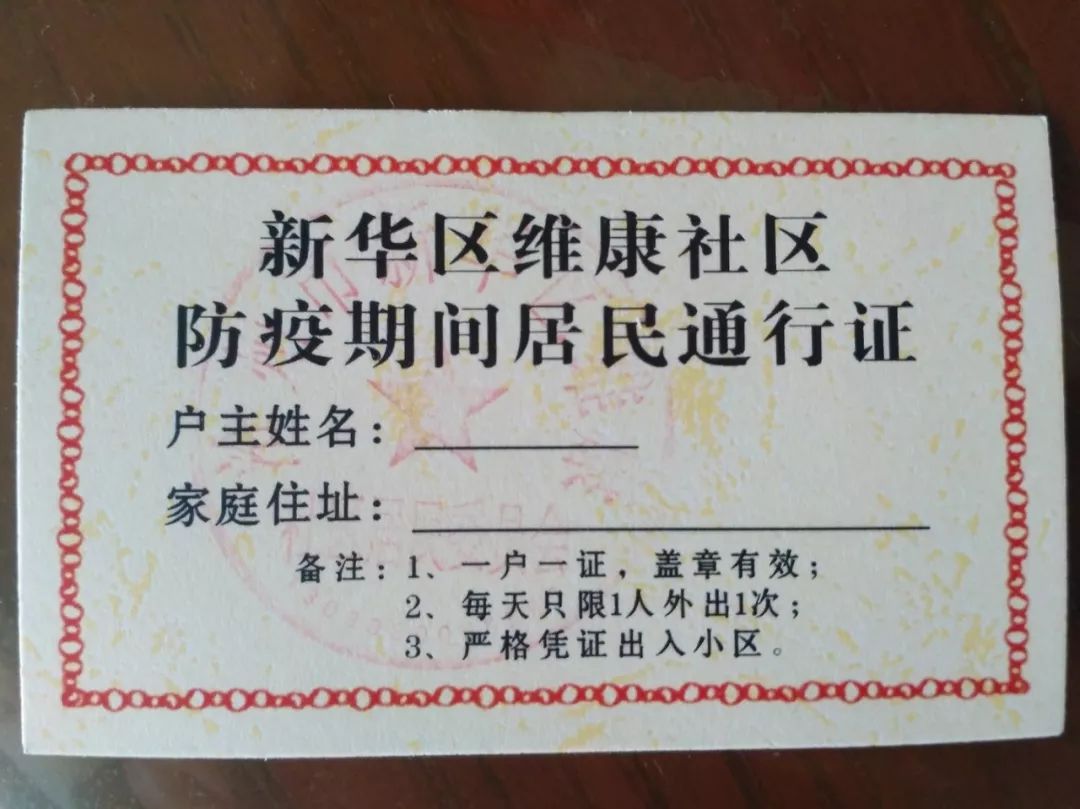 新华区维康社区
防疫期间居民通行证
户主姓名：
家庭住址：
备注：1、一户一证，盖章有效；
2、每天只限1人外出1次；
3、严格凭证出入小区。